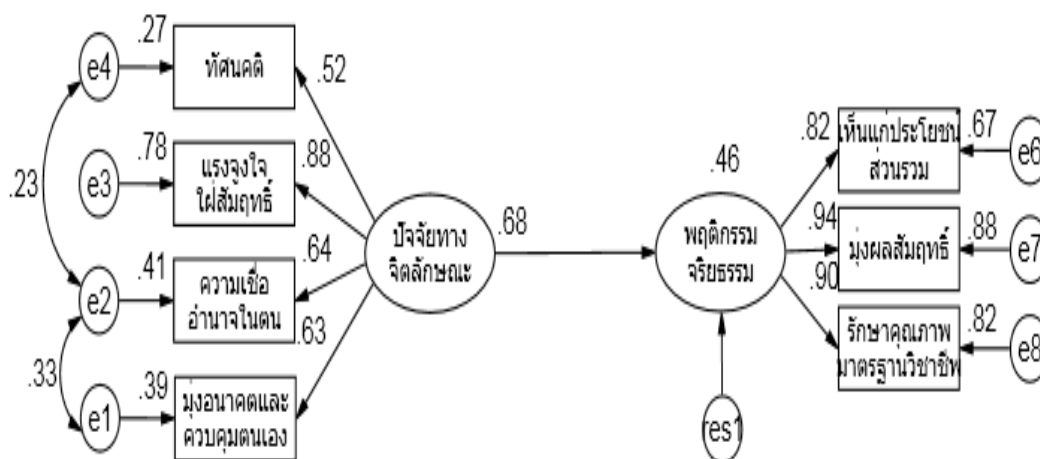 e4
.27
ทัศนคติ
.52
.23
e3
.78
แรงจูงใจ
ใฝ่สัมฤทธิ์
.88
e2
.41
ความเชื่อ
อำนาจในตน
.64
.33
e1
.39
มุ่งอนาคตและ
ควบคุมตนเอง
.63
ปัจจัยทาง
จิตลักษณะ
.68
.46
พฤติกรรม
จริยธรรม
res1
.82
เห็นแก่ประโยชน์
ส่วนรวม
.67
e6
.94
มุ่งผลสัมฤทธิ์
.88
e7
.90
รักษาคุณภาพ
มาตรฐานวิชาชีพ
.82
e8